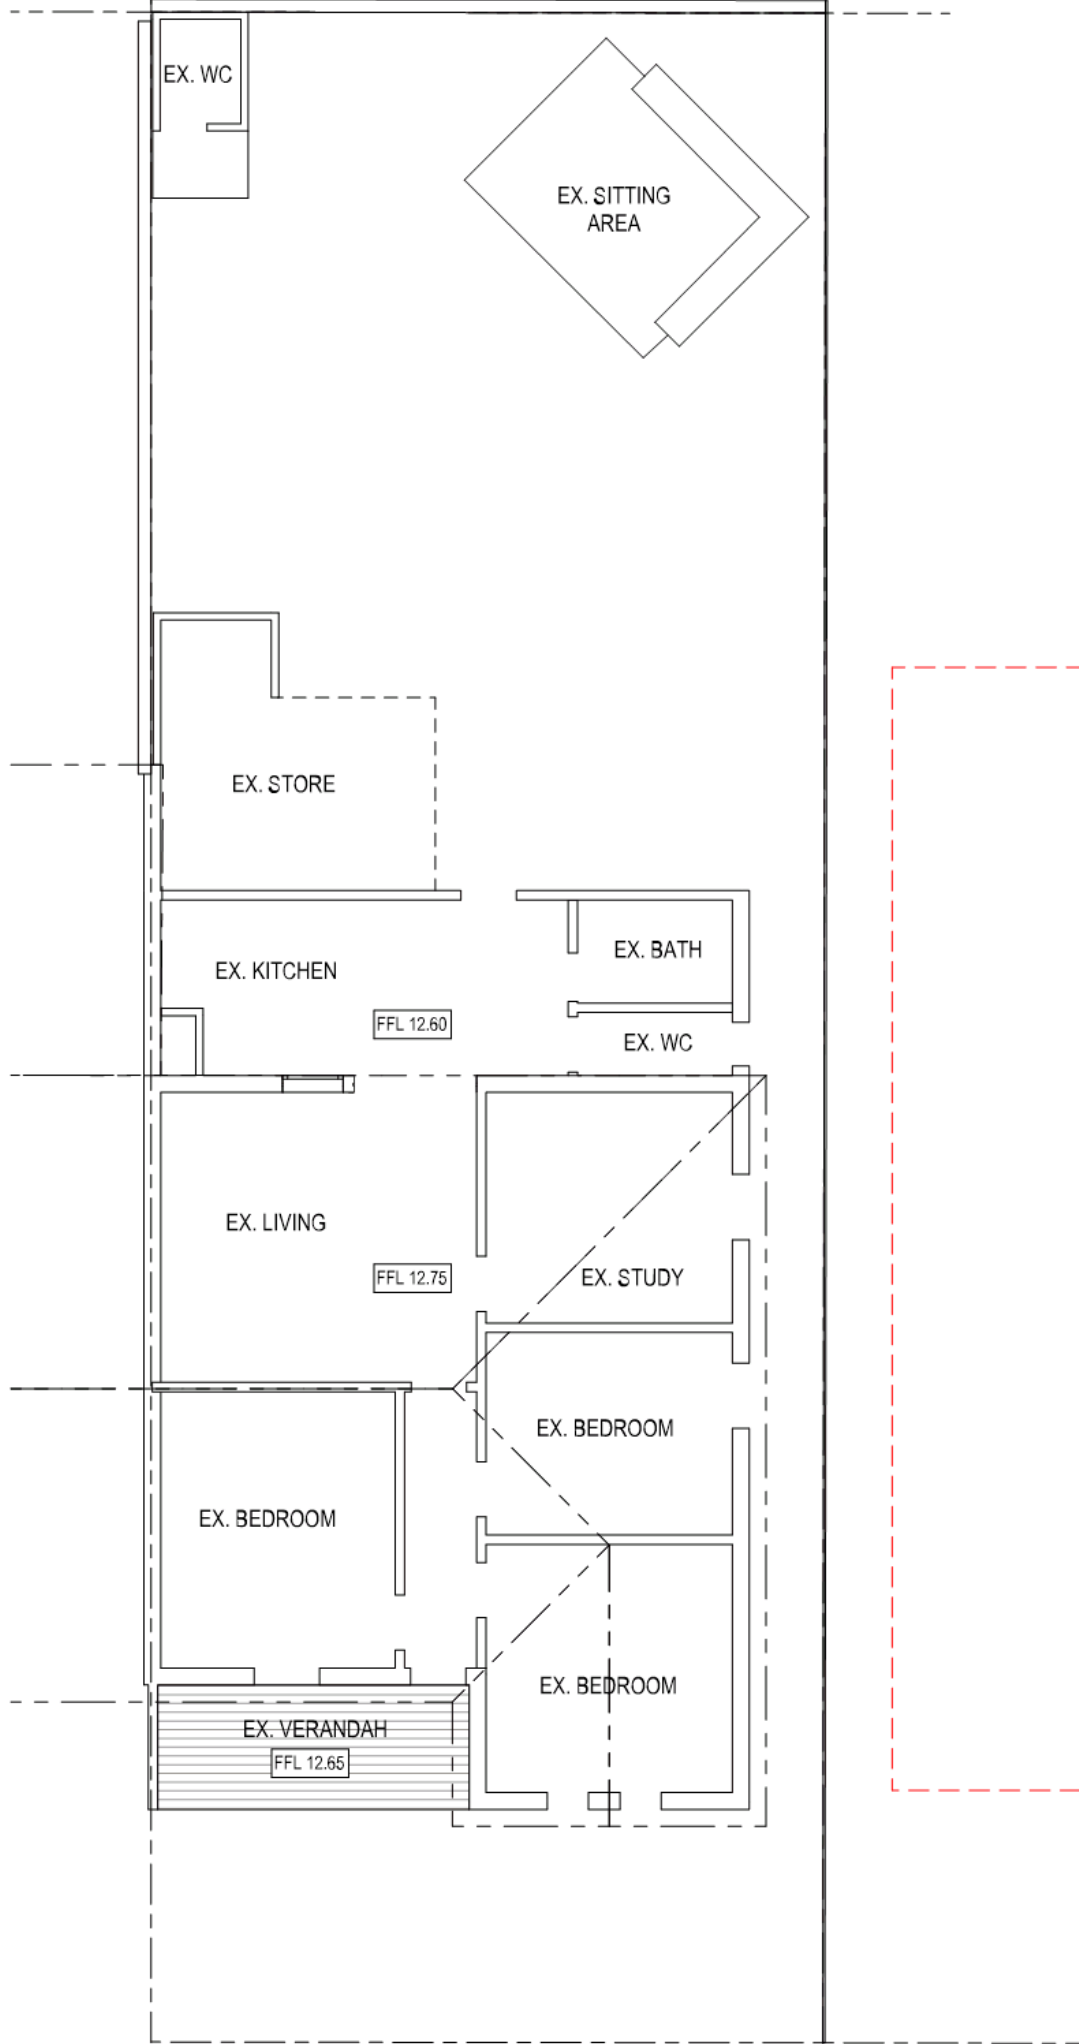 EX. WC
EX. SITTING
AREA
EX. STORE
EX. BATH
EX. KITCHEN
FFL 12.60
EX. WC
EX. LIVING
FFL 12.75
EX. STUDY
EX. BEDROOM
EX. BEDROOM
EX. BEDROOM
EX. VERANDAH
FFL 12.65